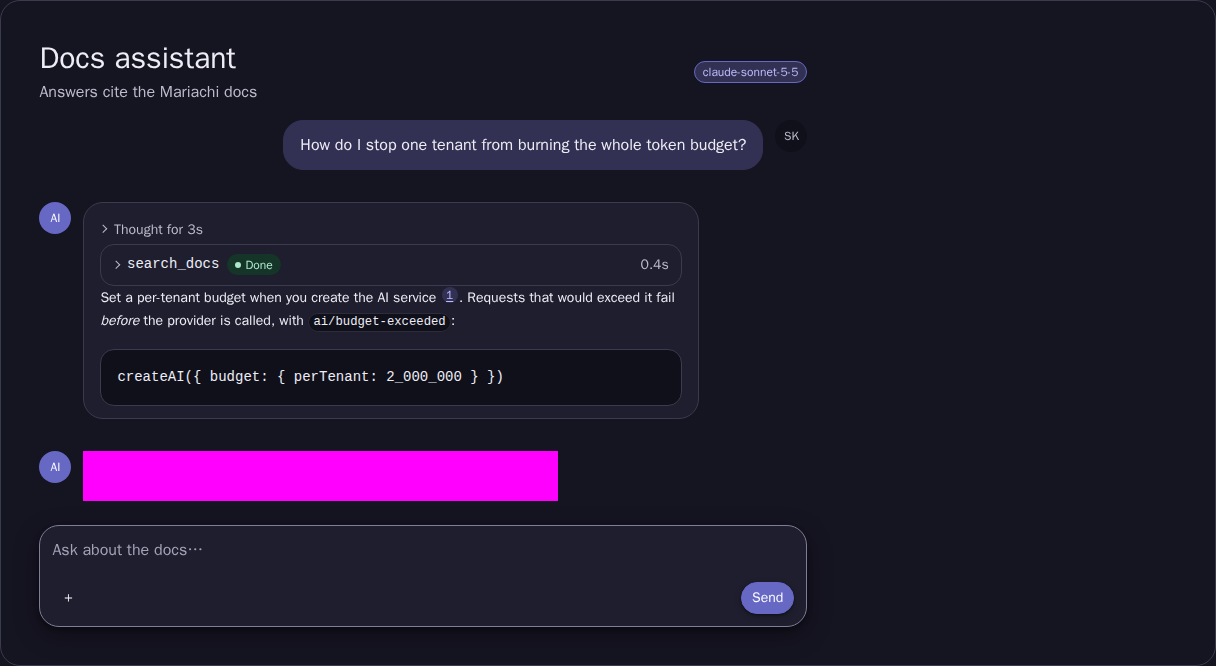 Docs assistant
Answers cite the Mariachi docs
claude-sonnet-5-5
How do I stop one tenant from burning the whole token budget?
SK
AI
Thought for 3s
search_docs Done 0.4s
Set a per-tenant budget when you create the AI service 1. Requests that would exceed it fail
before the provider is called, with ai/budget-exceeded:
createAI({ budget: { perTenant: 2_000_000 } })
AI
Ask about the docs···
+
Send